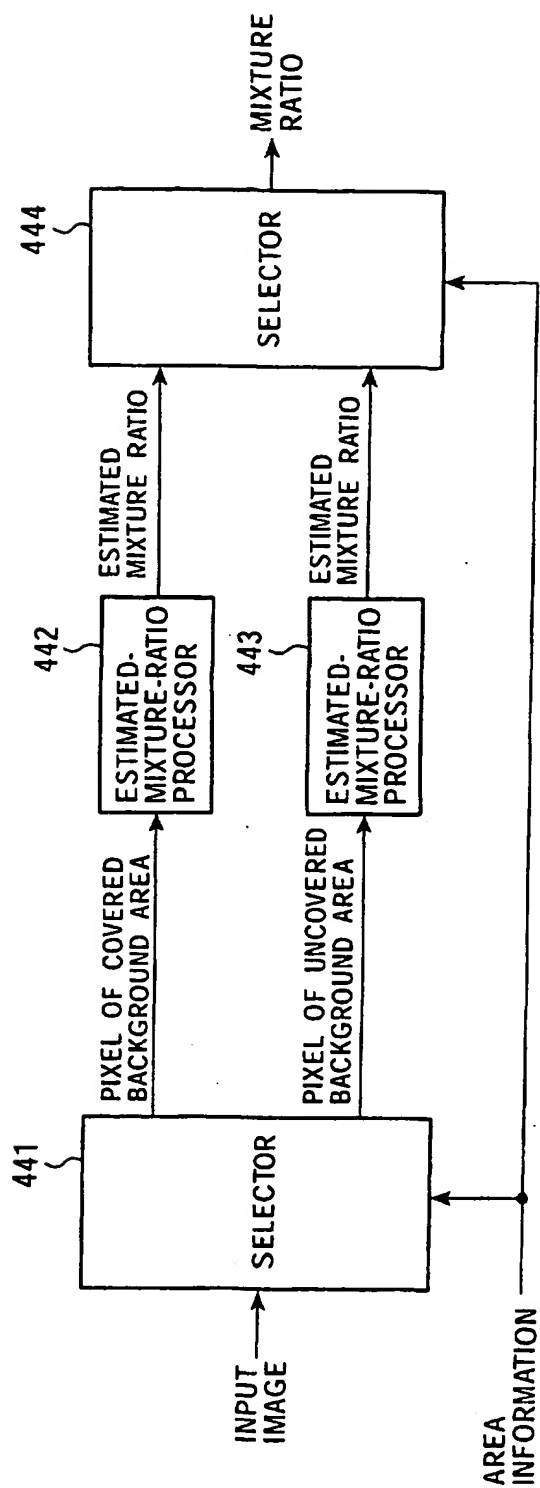 INPUT
IMAGE
441
SELECTOR
PIXEL OF COVERED
BACKGROUND AREA
PIXEL OF UNCOVERED
BACKGROUND AREA
442
ESTIMATED-
MIXTURE-RATIO
PROCESSOR
443
ESTIMATED-
MIXTURE-RATIO
PROCESSOR
ESTIMATED
MIXTURE RATIO
ESTIMATED
MIXTURE RATIO
444
SELECTOR
MIXTURE
RATIO
AREA
INFORMATION